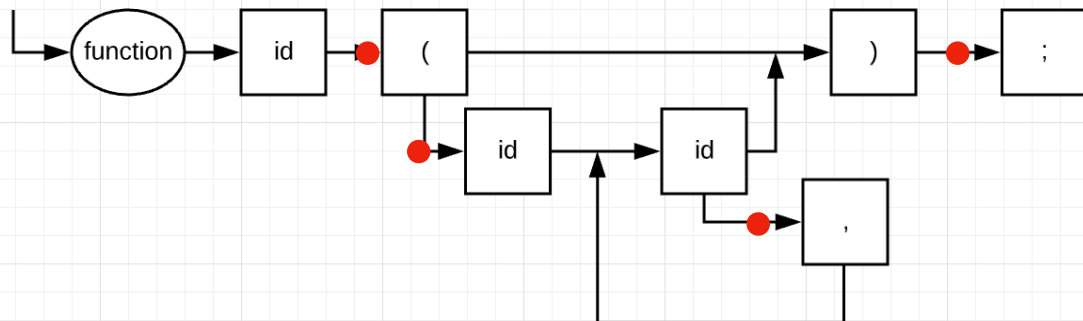 function id ( ) ;
id id
,